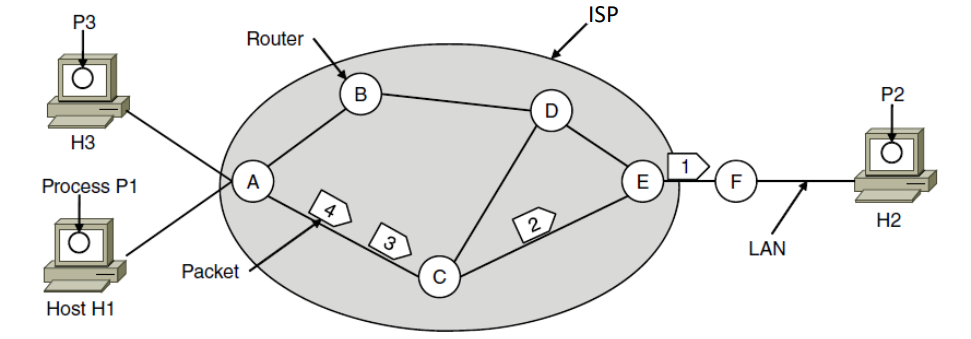 P3
ISP
Router
B
D
P2
H3
Process P1
A
4
3
2
E
1
F
C
H2
LAN
Packet
Host H1